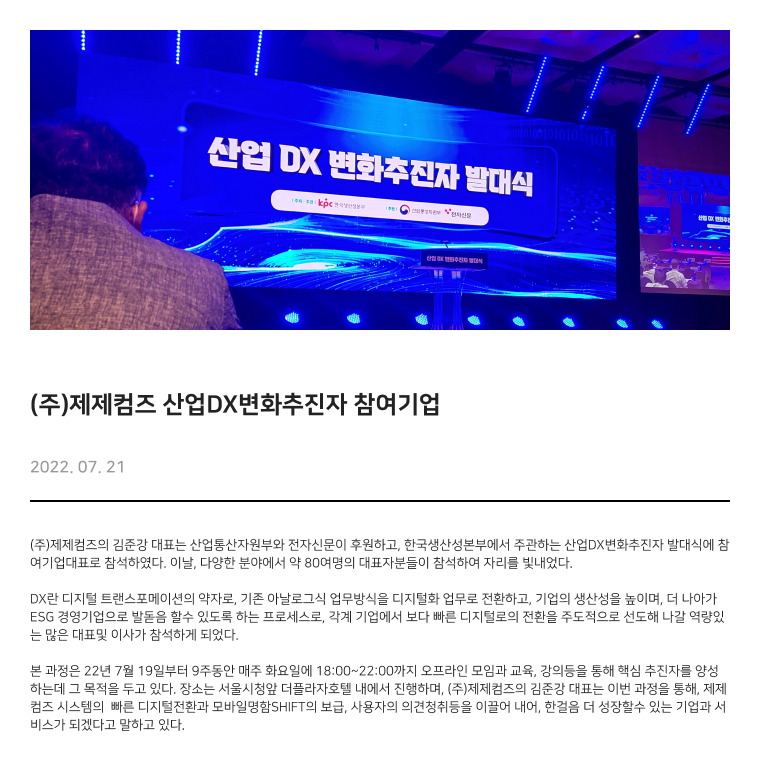 산업 DX 변화추진자 발대식
| 주최 · 주관 | kpc 한국생산성본부 | 후원 | 산업통상자원부 전자신문
산업 DX 변화추진자 발대식
산업 DX 변화추
(주)제제컴즈 산업DX변화추진자 참여기업
2022. 07. 21
(주)제제컴즈의 김준강 대표는 산업통산자원부와 전자신문이 후원하고, 한국생산성본부에서 주관하는 산업DX변화추진자 발대식에 참
여기업대표로 참석하였다. 이날, 다양한 분야에서 약 80여명의 대표자분들이 참석하여 자리를 빛내었다.
DX란 디지털 트랜스포메이션의 약자로, 기존 아날로그식 업무방식을 디지털화 업무로 전환하고, 기업의 생산성을 높이며, 더 나아가
ESG 경영기업으로 발돋음 할수 있도록 하는 프로세스로, 각계 기업에서 보다 빠른 디지털로의 전환을 주도적으로 선도해 나갈 역량있
는 많은 대표및 이사가 참석하게 되었다.
본 과정은 22년 7월 19일부터 9주동안 매주 화요일에 18:00~22:00까지 오프라인 모임과 교육, 강의등을 통해 핵심 추진자를 양성
하는데 그 목적을 두고 있다. 장소는 서울시청앞 더플라자호텔 내에서 진행하며, (주)제제컴즈의 김준강 대표는 이번 과정을 통해, 제제
컴즈 시스템의 빠른 디지털전환과 모바일명함SHIFT의 보급, 사용자의 의견청취등을 이끌어 내어, 한걸음 더 성장할수 있는 기업과 서
비스가 되겠다고 말하고 있다.